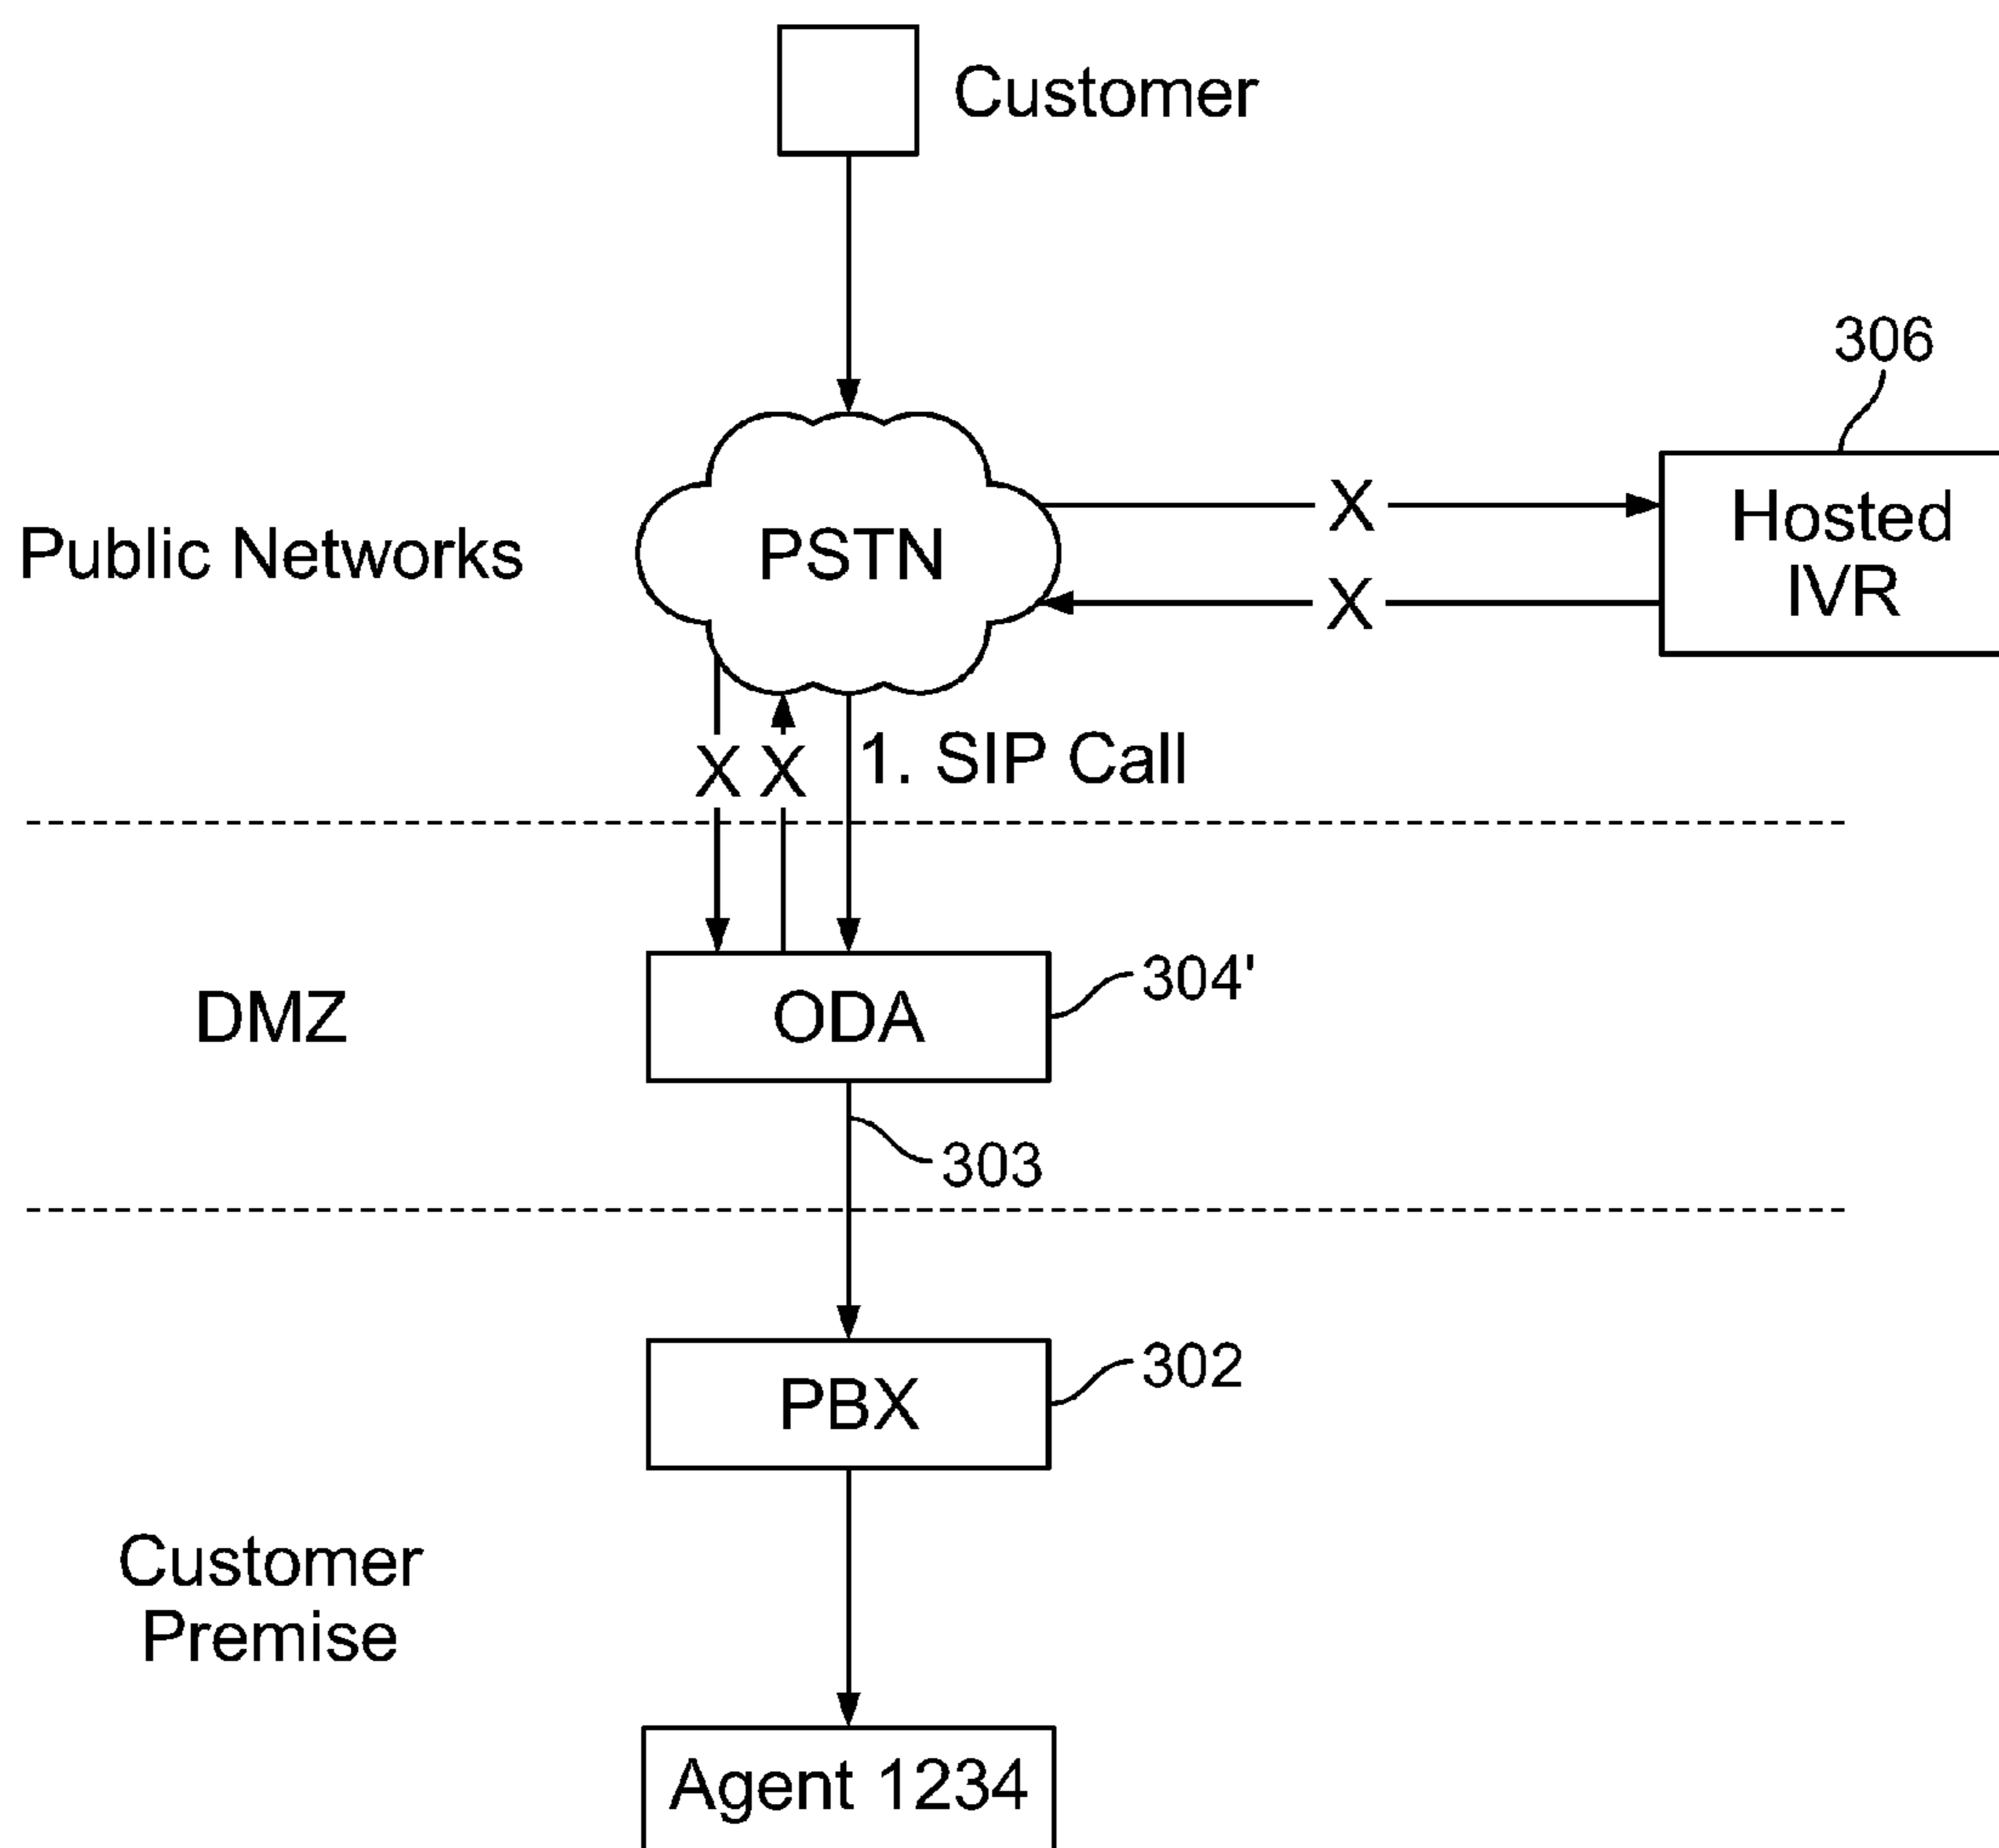 Customer
306
Hosted
IVR
X
X
Public Networks
PSTN
X X
1. SIP Call
DMZ
ODA
304'
303
PBX
302
Customer
Premise
Agent 1234